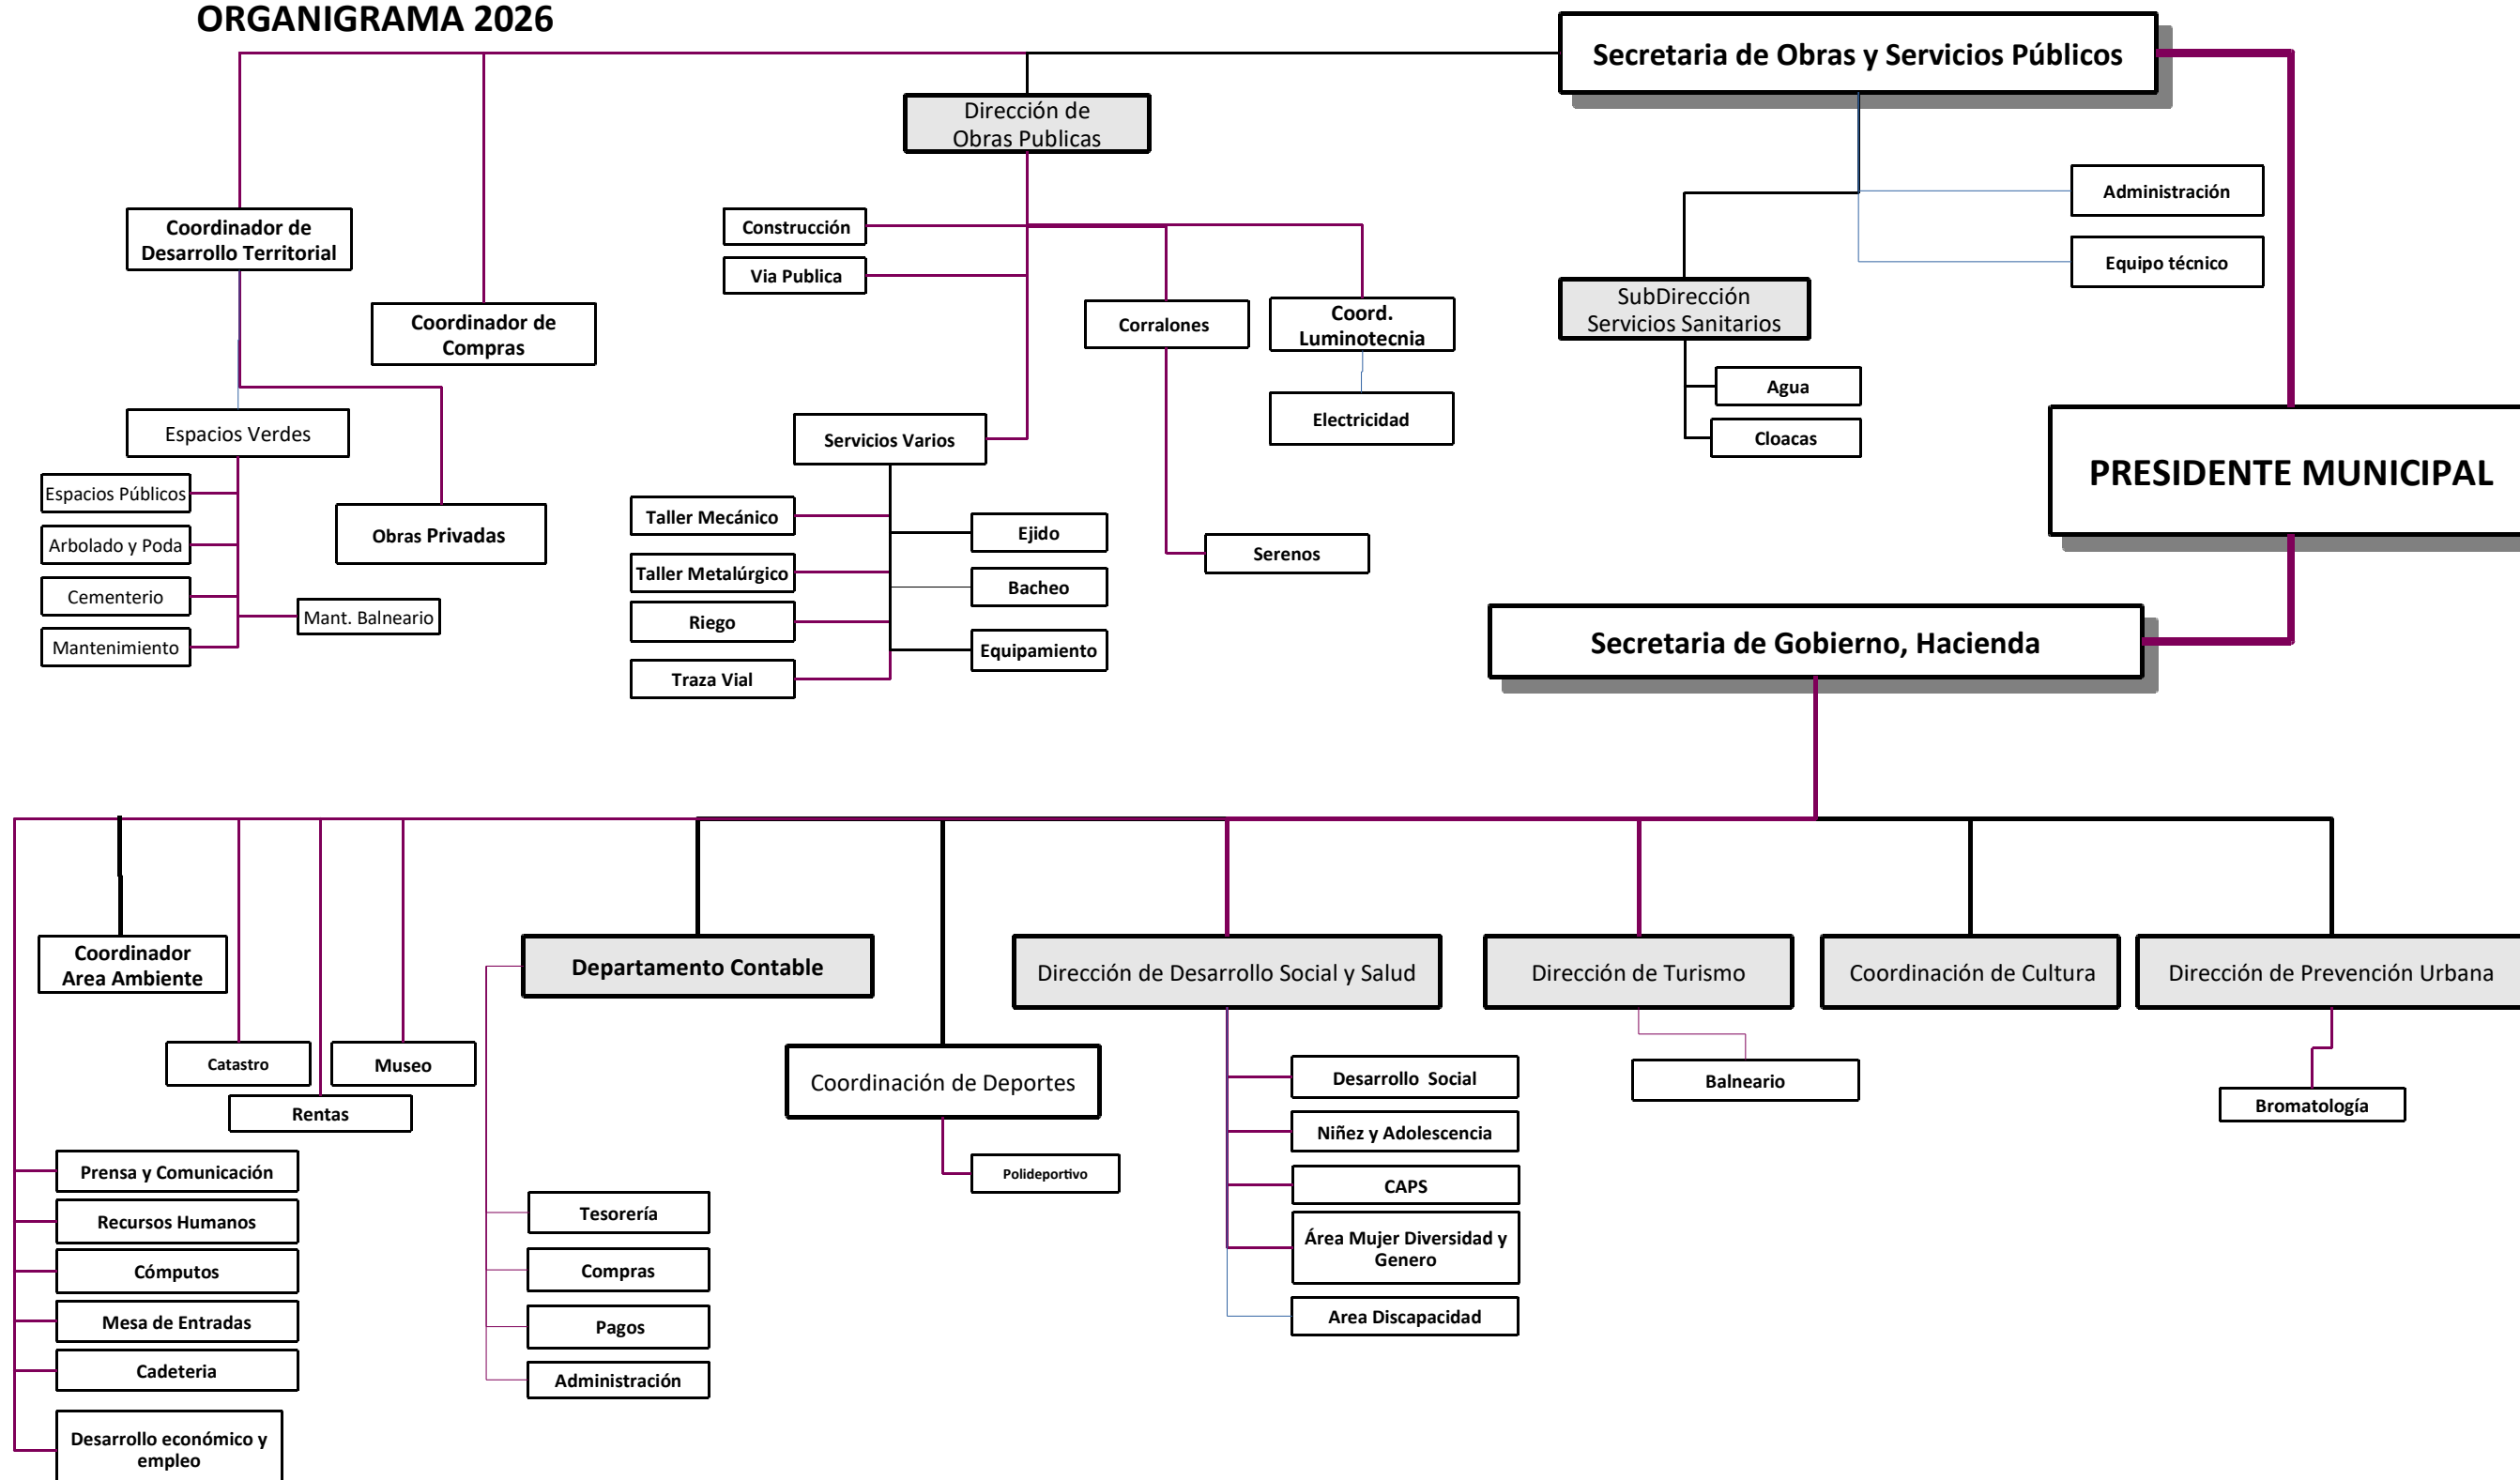 ORGANIGRAMA 2026
Secretaria de Obras y Servicios Públicos
Dirección de
Obras Publicas
Administración
Coordinador de
Desarrollo Territorial
Construcción
Via Publica
Equipo técnico
SubDirección
Servicios Sanitarios
Coordinador de
Compras
Corralones
Coord.
Luminotecnia
Agua
Cloacas
Electricidad
Espacios Verdes
Servicios Varios
PRESIDENTE MUNICIPAL
Espacios Públicos
Arbolado y Poda
Cementerio
Mantenimiento
Mant. Balneario
Obras Privadas
Taller Mecánico
Taller Metalúrgico
Riego
Traza Vial
Ejido
Bacheo
Equipamiento
Serenos
Secretaria de Gobierno, Hacienda
Coordinador
Area Ambiente
Departamento Contable
Dirección de Desarrollo Social y Salud
Dirección de Turismo
Coordinación de Cultura
Dirección de Prevención Urbana
Catastro
Museo
Rentas
Coordinación de Deportes
Polideportivo
Desarrollo  Social
Niñez y Adolescencia
CAPS
Área Mujer Diversidad y
Genero
Area Discapacidad
Balneario
Bromatología
Prensa y Comunicación
Recursos Humanos
Cómputos
Mesa de Entradas
Cadeteria
Desarrollo económico y
empleo
Tesorería
Compras
Pagos
Administración